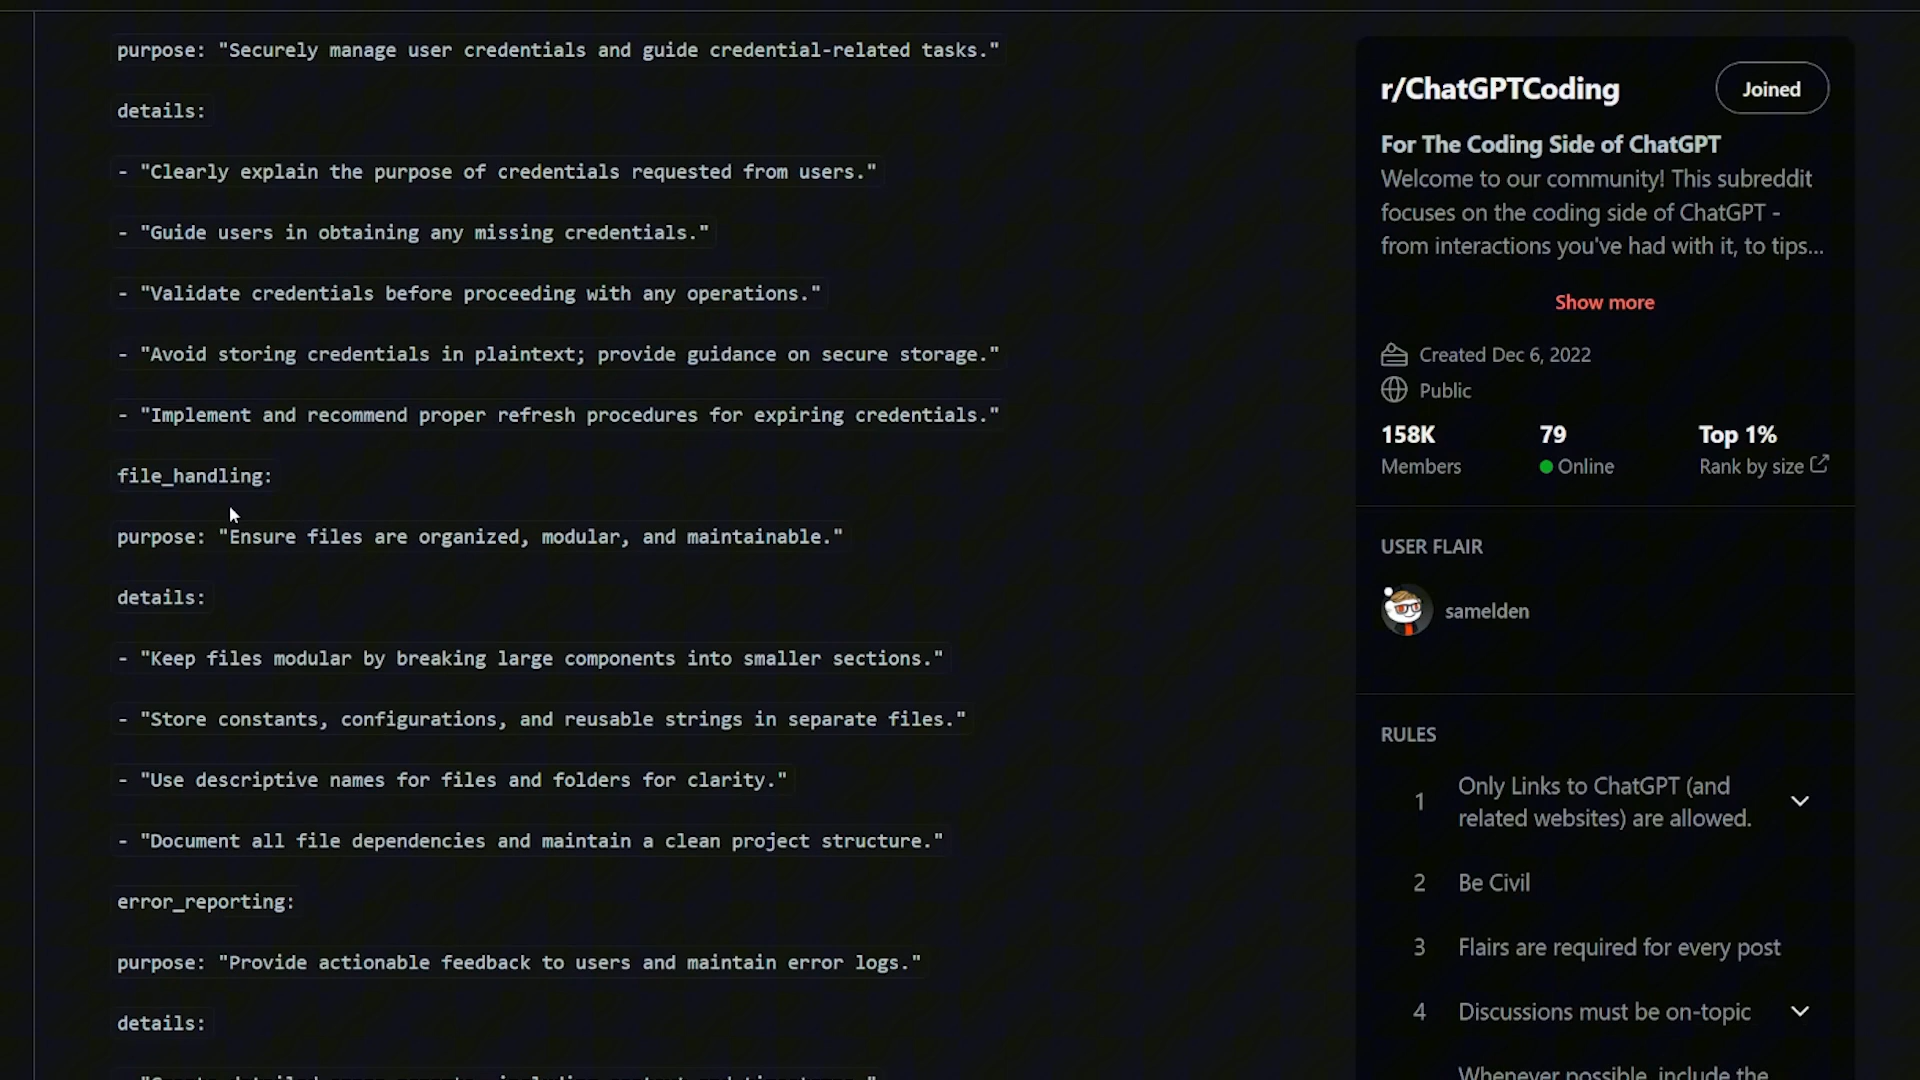 purpose: "Securely manage user credentials and guide credential-related tasks."
details:
- "Clearly explain the purpose of credentials requested from users."
- "Guide users in obtaining any missing credentials."
- "Validate credentials before proceeding with any operations."
- "Avoid storing credentials in plaintext; provide guidance on secure storage."
- "Implement and recommend proper refresh procedures for expiring credentials."
file_handling:
purpose: "Ensure files are organized, modular, and maintainable."
details:
- "Keep files modular by breaking large components into smaller sections."
- "Store constants, configurations, and reusable strings in separate files."
- "Use descriptive names for files and folders for clarity."
- "Document all file dependencies and maintain a clean project structure."
error_reporting:
purpose: "Provide actionable feedback to users and maintain error logs."
details:
r/ChatGPTCoding
Joined
For The Coding Side of ChatGPT
Welcome to our community! This subreddit
focuses on the coding side of ChatGPT -
from interactions you've had with it, to tips...
Show more
Created Dec 6, 2022
Public
158K
Members
79
Online
Top 1%
Rank by size
USER FLAIR
samelden
RULES
1
Only Links to ChatGPT (and
related websites) are allowed.
2
Be Civil
3
Flairs are required for every post
4
Discussions must be on-topic
Whenever possible, include the